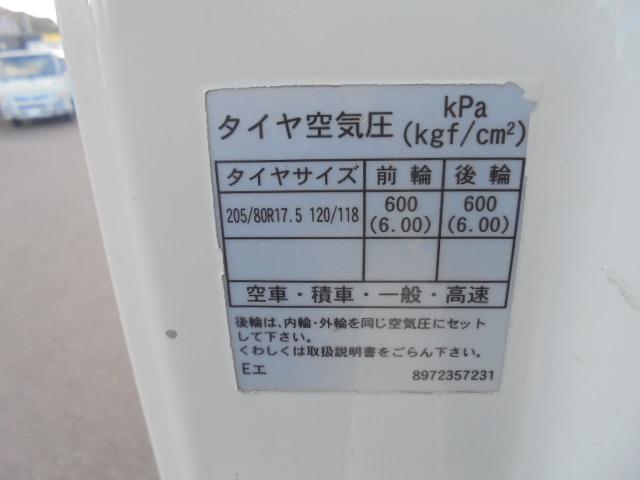 タイヤ空気圧 kPa (kgf/cm²)
タイヤサイズ 前輪 後輪
205/80R17.5 120/118 600 (6.00) 600 (6.00)
空車・積車・一般・高速
後輪は、内輪・外輪を同じ空気圧にセット
して下さい。
くわしくは取扱説明書をごらん下さい。
Eエ 8972357231